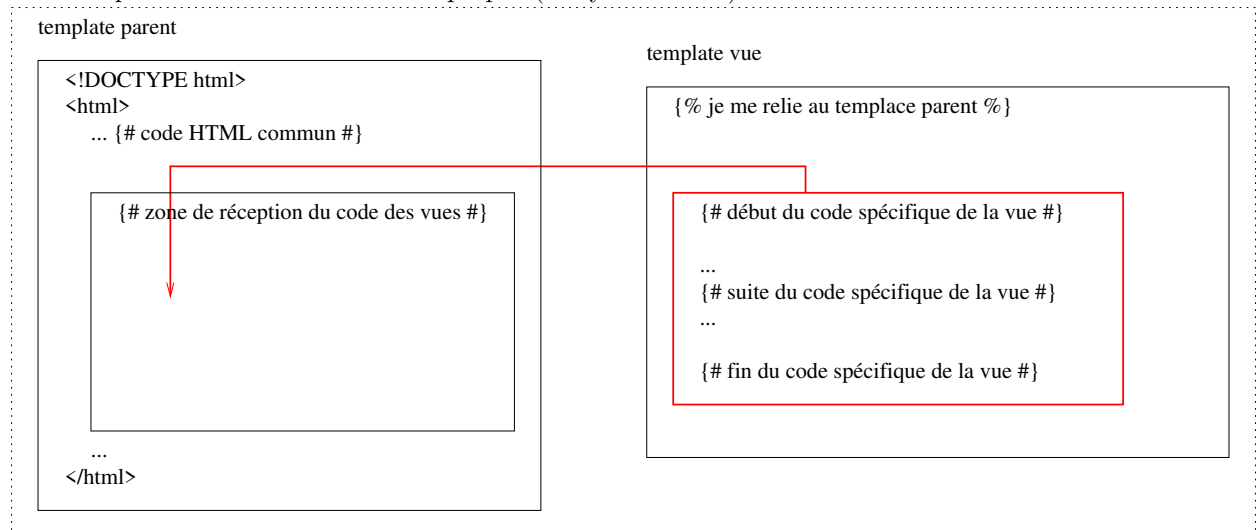 template parent
<!DOCTYPE html>
<html>
... {# code HTML commun #}
{# zone de réception du code des vues #}
...
</html>
template vue
{% je me relie au templace parent %}
{# début du code spécifique de la vue #}
...
{# suite du code spécifique de la vue #}
...
{# fin du code spécifique de la vue #}